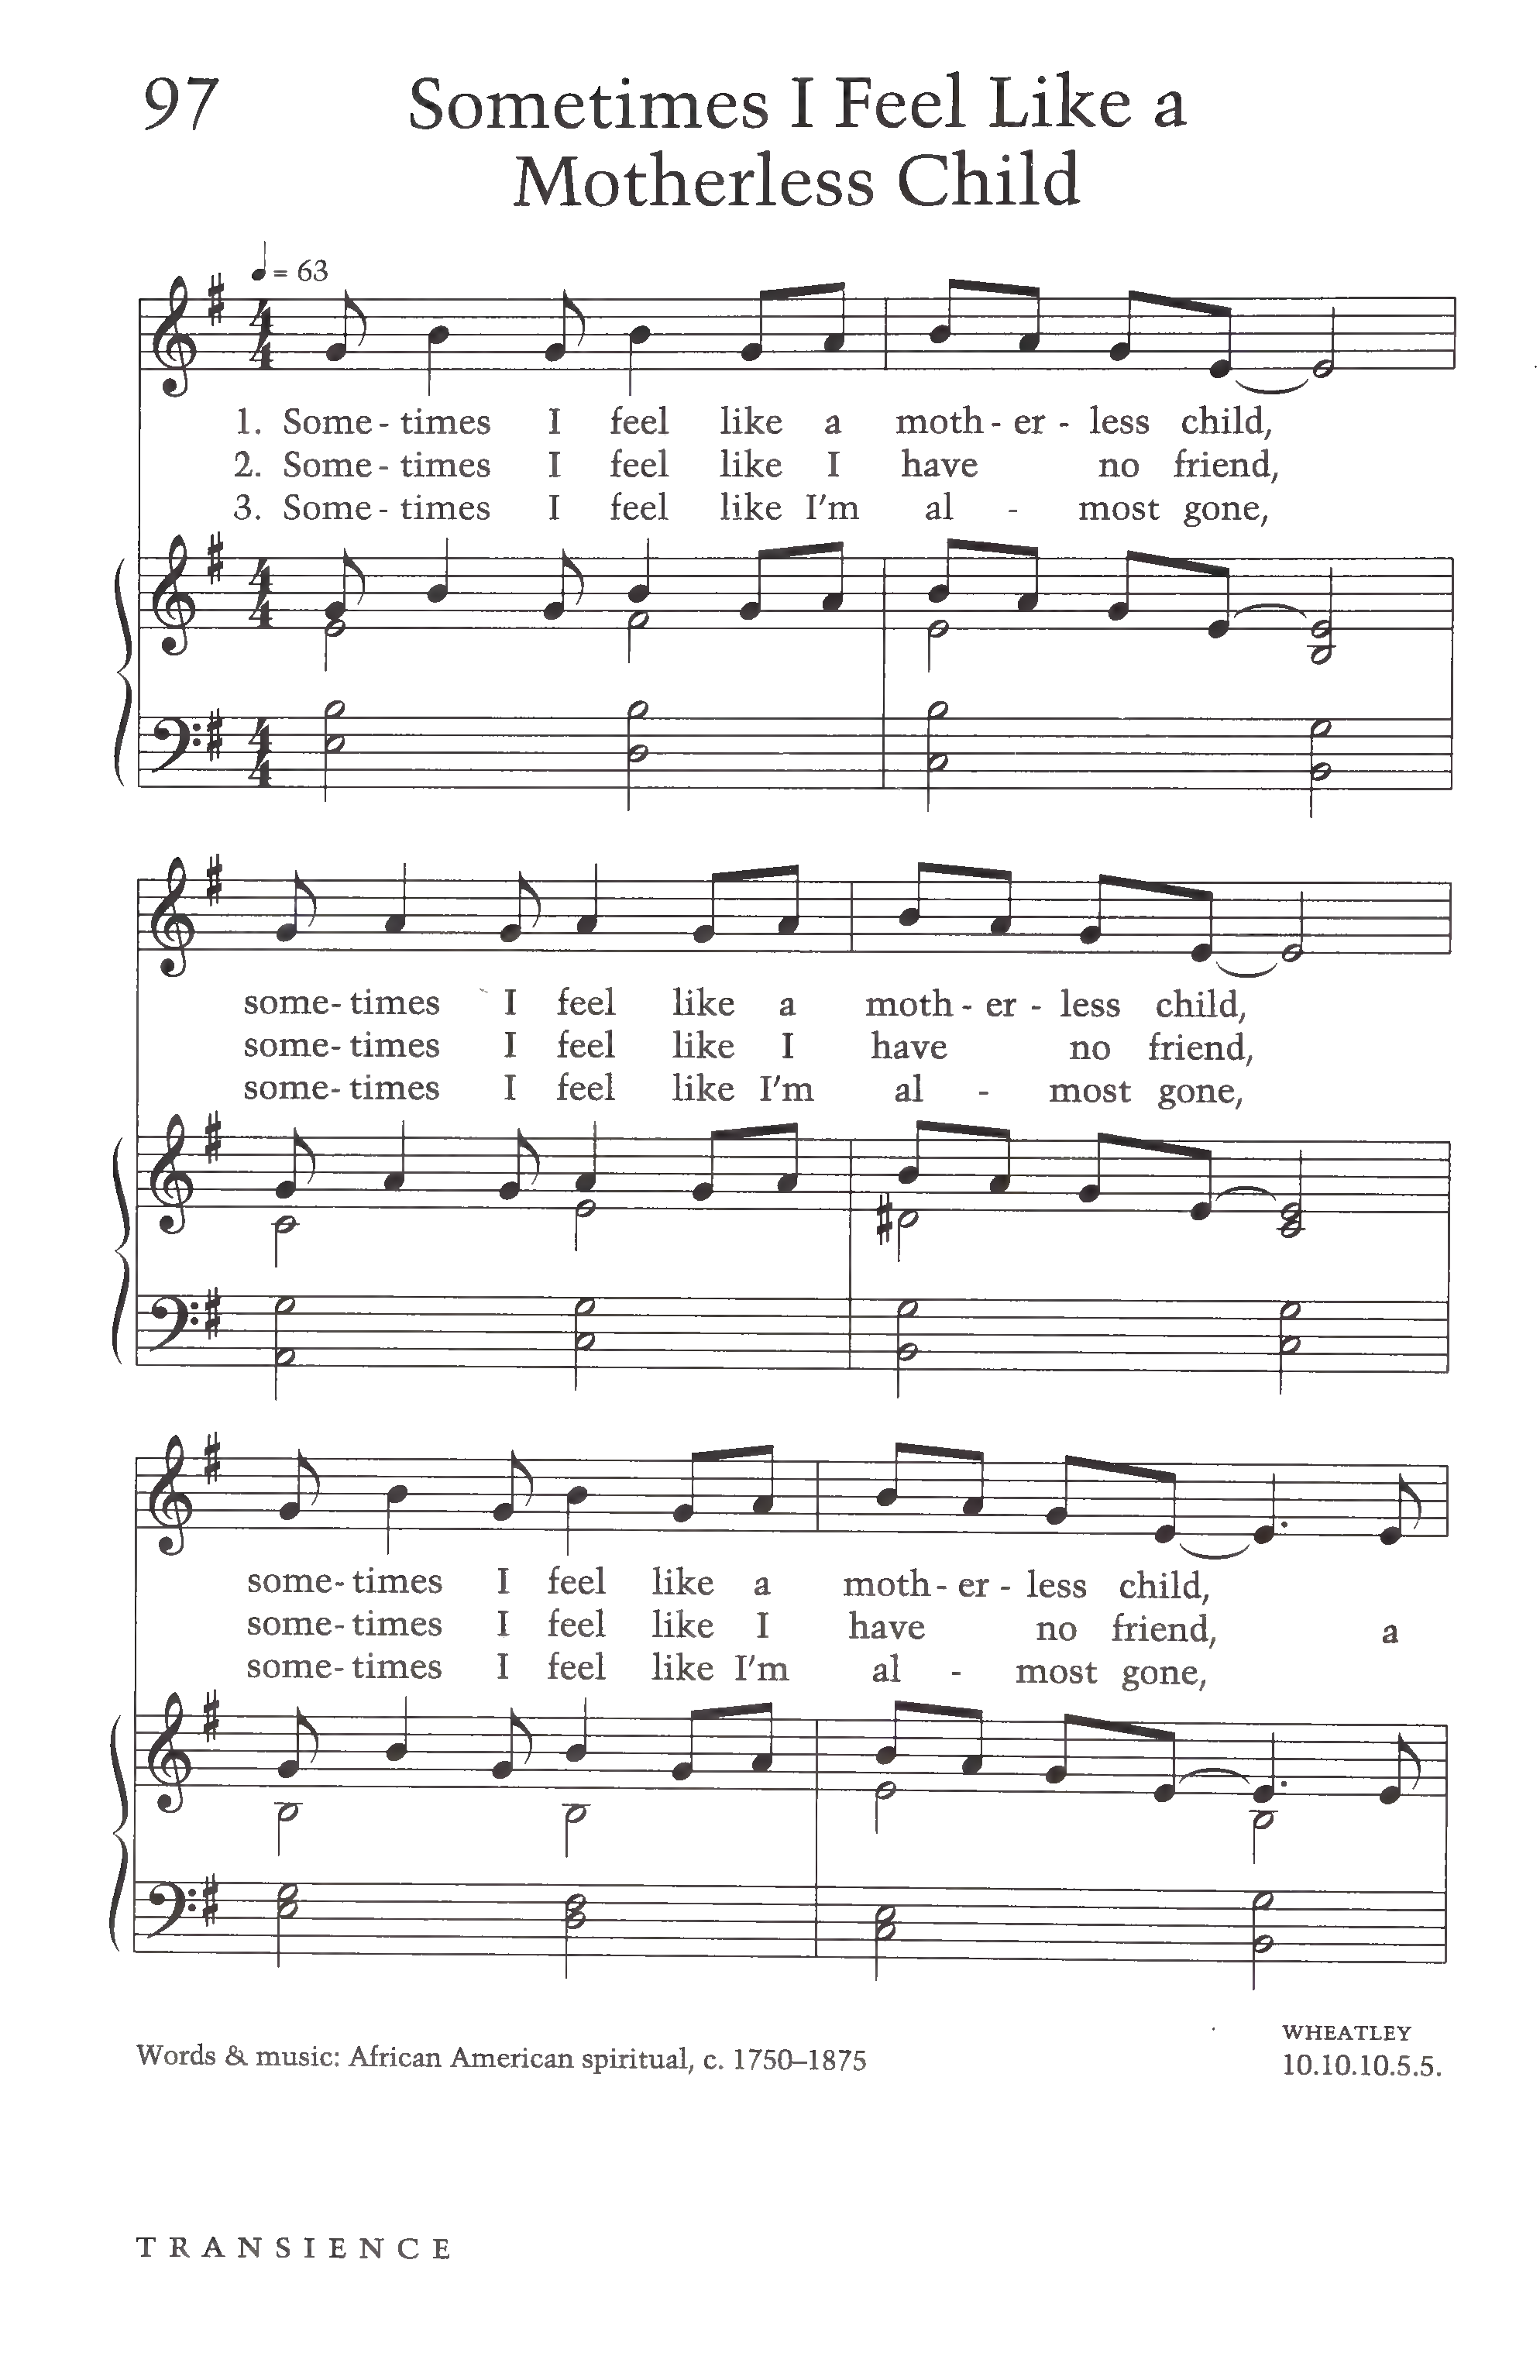 97
Sometimes I Feel Like a
Motherless Child
♩ = 63
1. Some - times I feel like a moth - er - less child,
2. Some - times I feel like I have no friend,
3. Some - times I feel like I'm al - most gone,
some - times I feel like a moth - er - less child,
some - times I feel like I have no friend,
some - times I feel like I'm al - most gone,
some - times I feel like a moth - er - less child,
some - times I feel like I have no friend, a
some - times I feel like I'm al - most gone,
Words & music: African American spiritual, c. 1750–1875
WHEATLEY
10.10.10.5.5.
TRANSIENCE